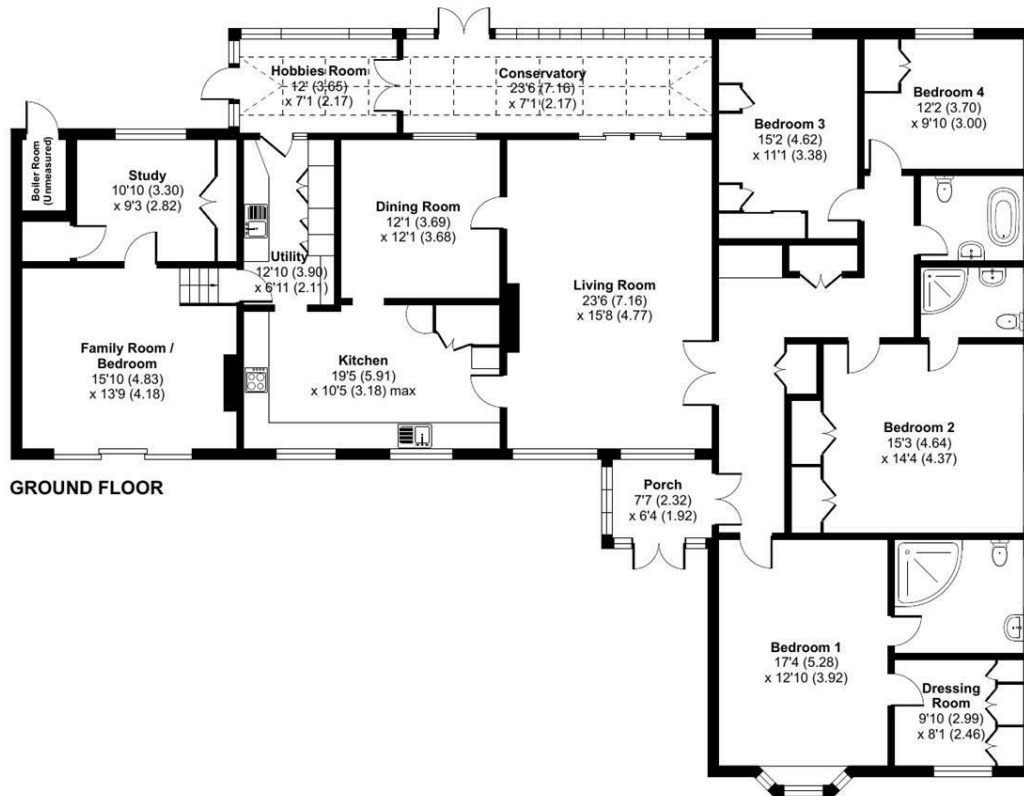 Hobbies Room
12' (3.65)
x 7'1 (2.17)
Conservatory
23'6 (7.16)
x 7'1 (2.17)
Bedroom 3
15'2 (4.62)
x 11'1 (3.38)
Bedroom 4
12'2 (3.70)
x 9'10 (3.00)
Boiler Room
(Unmeasured)
Study
10'10 (3.30)
x 9'3 (2.82)
Utility
12'10 (3.90)
x 6'11 (2.11)
Dining Room
12'1 (3.69)
x 12'1 (3.68)
Living Room
23'6 (7.16)
x 15'8 (4.77)
Family Room /
Bedroom
15'10 (4.83)
x 13'9 (4.18)
Kitchen
19'5 (5.91)
x 10'5 (3.18) max
Bedroom 2
15'3 (4.64)
x 14'4 (4.37)
GROUND FLOOR
Porch
7'7 (2.32)
x 6'4 (1.92)
Bedroom 1
17'4 (5.28)
x 12'10 (3.92)
Dressing
Room
9'10 (2.99)
x 8'1 (2.46)